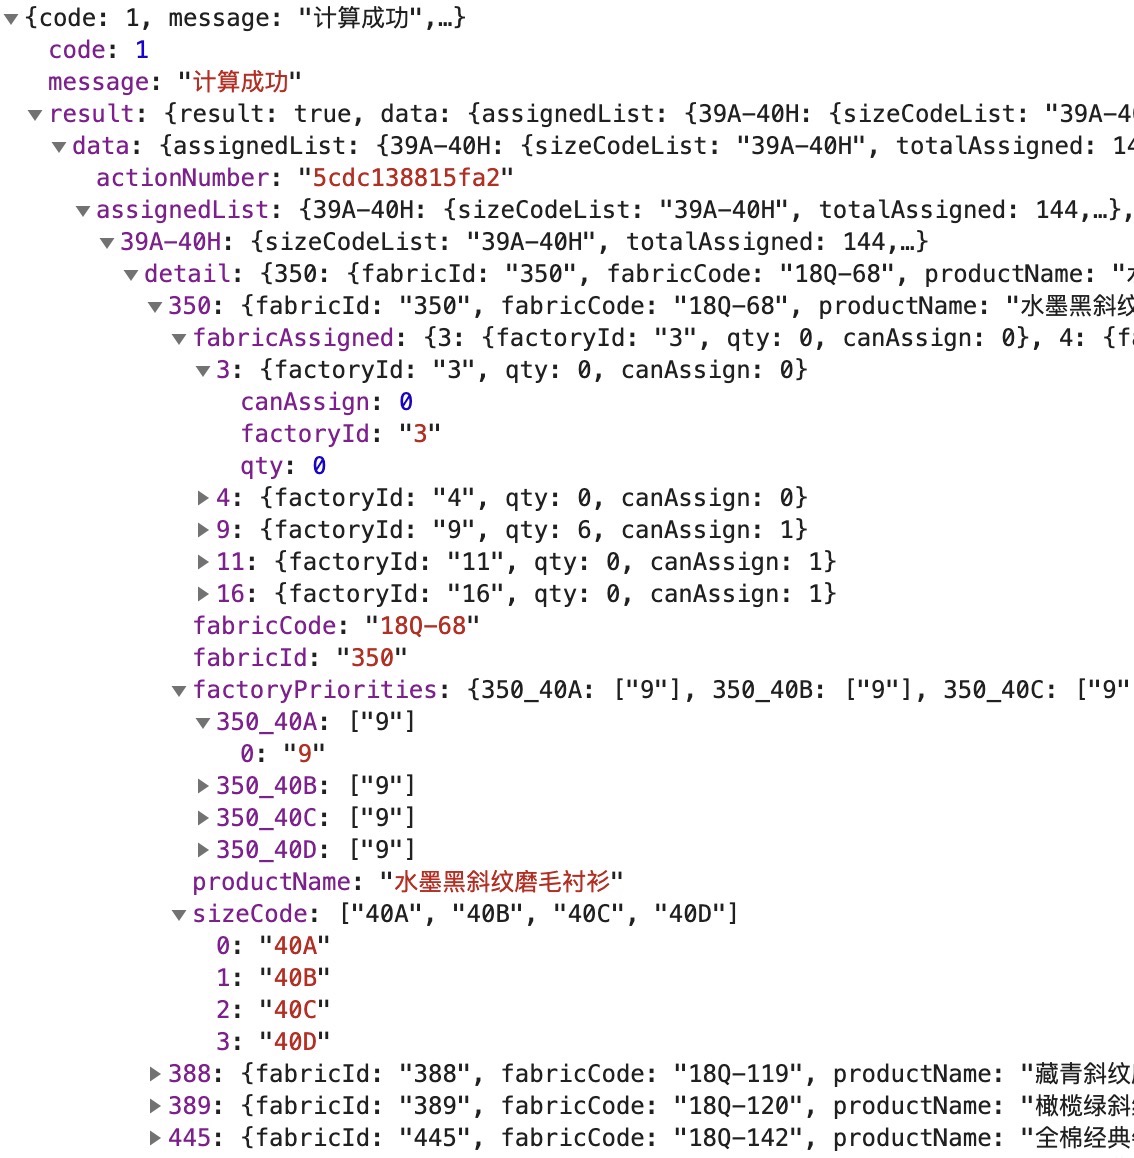 {code: 1, message: "计算成功",…}
code: 1
message: "计算成功"
result: {result: true, data: {assignedList: {39A-40H: {sizeCodeList: "39A-4
data: {assignedList: {39A-40H: {sizeCodeList: "39A-40H", totalAssigned: 14
actionNumber: "5cdc138815fa2"
assignedList: {39A-40H: {sizeCodeList: "39A-40H", totalAssigned: 144,…},
39A-40H: {sizeCodeList: "39A-40H", totalAssigned: 144,…}
detail: {350: {fabricId: "350", fabricCode: "18Q-68", productName: "
350: {fabricId: "350", fabricCode: "18Q-68", productName: "水墨黑斜纹
fabricAssigned: {3: {factoryId: "3", qty: 0, canAssign: 0}, 4: {f
3: {factoryId: "3", qty: 0, canAssign: 0}
canAssign: 0
factoryId: "3"
qty: 0
4: {factoryId: "4", qty: 0, canAssign: 0}
9: {factoryId: "9", qty: 6, canAssign: 1}
11: {factoryId: "11", qty: 0, canAssign: 1}
16: {factoryId: "16", qty: 0, canAssign: 1}
fabricCode: "18Q-68"
fabricId: "350"
factoryPriorities: {350_40A: ["9"], 350_40B: ["9"], 350_40C: ["9"
350_40A: ["9"]
0: "9"
350_40B: ["9"]
350_40C: ["9"]
350_40D: ["9"]
productName: "水墨黑斜纹磨毛衬衫"
sizeCode: ["40A", "40B", "40C", "40D"]
0: "40A"
1: "40B"
2: "40C"
3: "40D"
388: {fabricId: "388", fabricCode: "18Q-119", productName: "藏青斜纹
389: {fabricId: "389", fabricCode: "18Q-120", productName: "橄榄绿斜
445: {fabricId: "445", fabricCode: "18Q-142", productName: "全棉经典